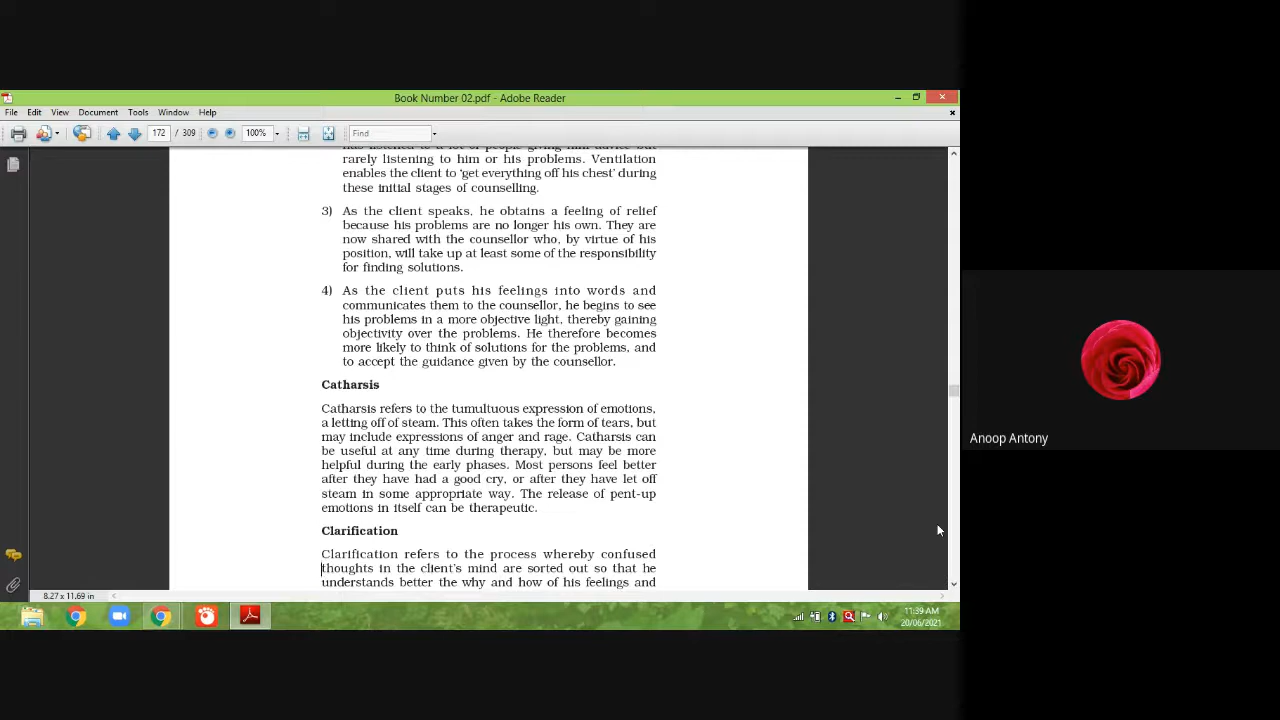 Book Number 02.pdf - Adobe Reader
File Edit View Document Tools Window Help
172 / 309 100% Find
has listened to a lot of people giving him advice but
rarely listening to him or his problems. Ventilation
enables the client to 'get everything off his chest' during
these initial stages of counselling.
3) As the client speaks, he obtains a feeling of relief
because his problems are no longer his own. They are
now shared with the counsellor who, by virtue of his
position, will take up at least some of the responsibility
for finding solutions.
4) As the client puts his feelings into words and
communicates them to the counsellor, he begins to see
his problems in a more objective light, thereby gaining
objectivity over the problems. He therefore becomes
more likely to think of solutions for the problems, and
to accept the guidance given by the counsellor.
Catharsis
Catharsis refers to the tumultuous expression of emotions,
a letting off of steam. This often takes the form of tears, but
may include expressions of anger and rage. Catharsis can
be useful at any time during therapy, but may be more
helpful during the early phases. Most persons feel better
after they have had a good cry, or after they have let off
steam in some appropriate way. The release of pent-up
emotions in itself can be therapeutic.
Clarification
Clarification refers to the process whereby confused
thoughts in the client's mind are sorted out so that he
understands better the why and how of his feelings and
8.27 x 11.69 in
11:39 AM
20/06/2021
Anoop Antony